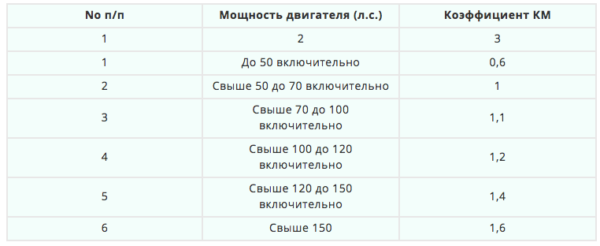 No п/п Мощность двигателя (л.с.) Коэффициент КМ
1 2 3
1 До 50 включительно 0,6
2 Свыше 50 до 70 включительно 1
3 Свыше 70 до 100 включительно 1,1
4 Свыше 100 до 120 включительно 1,2
5 Свыше 120 до 150 включительно 1,4
6 Свыше 150 1,6